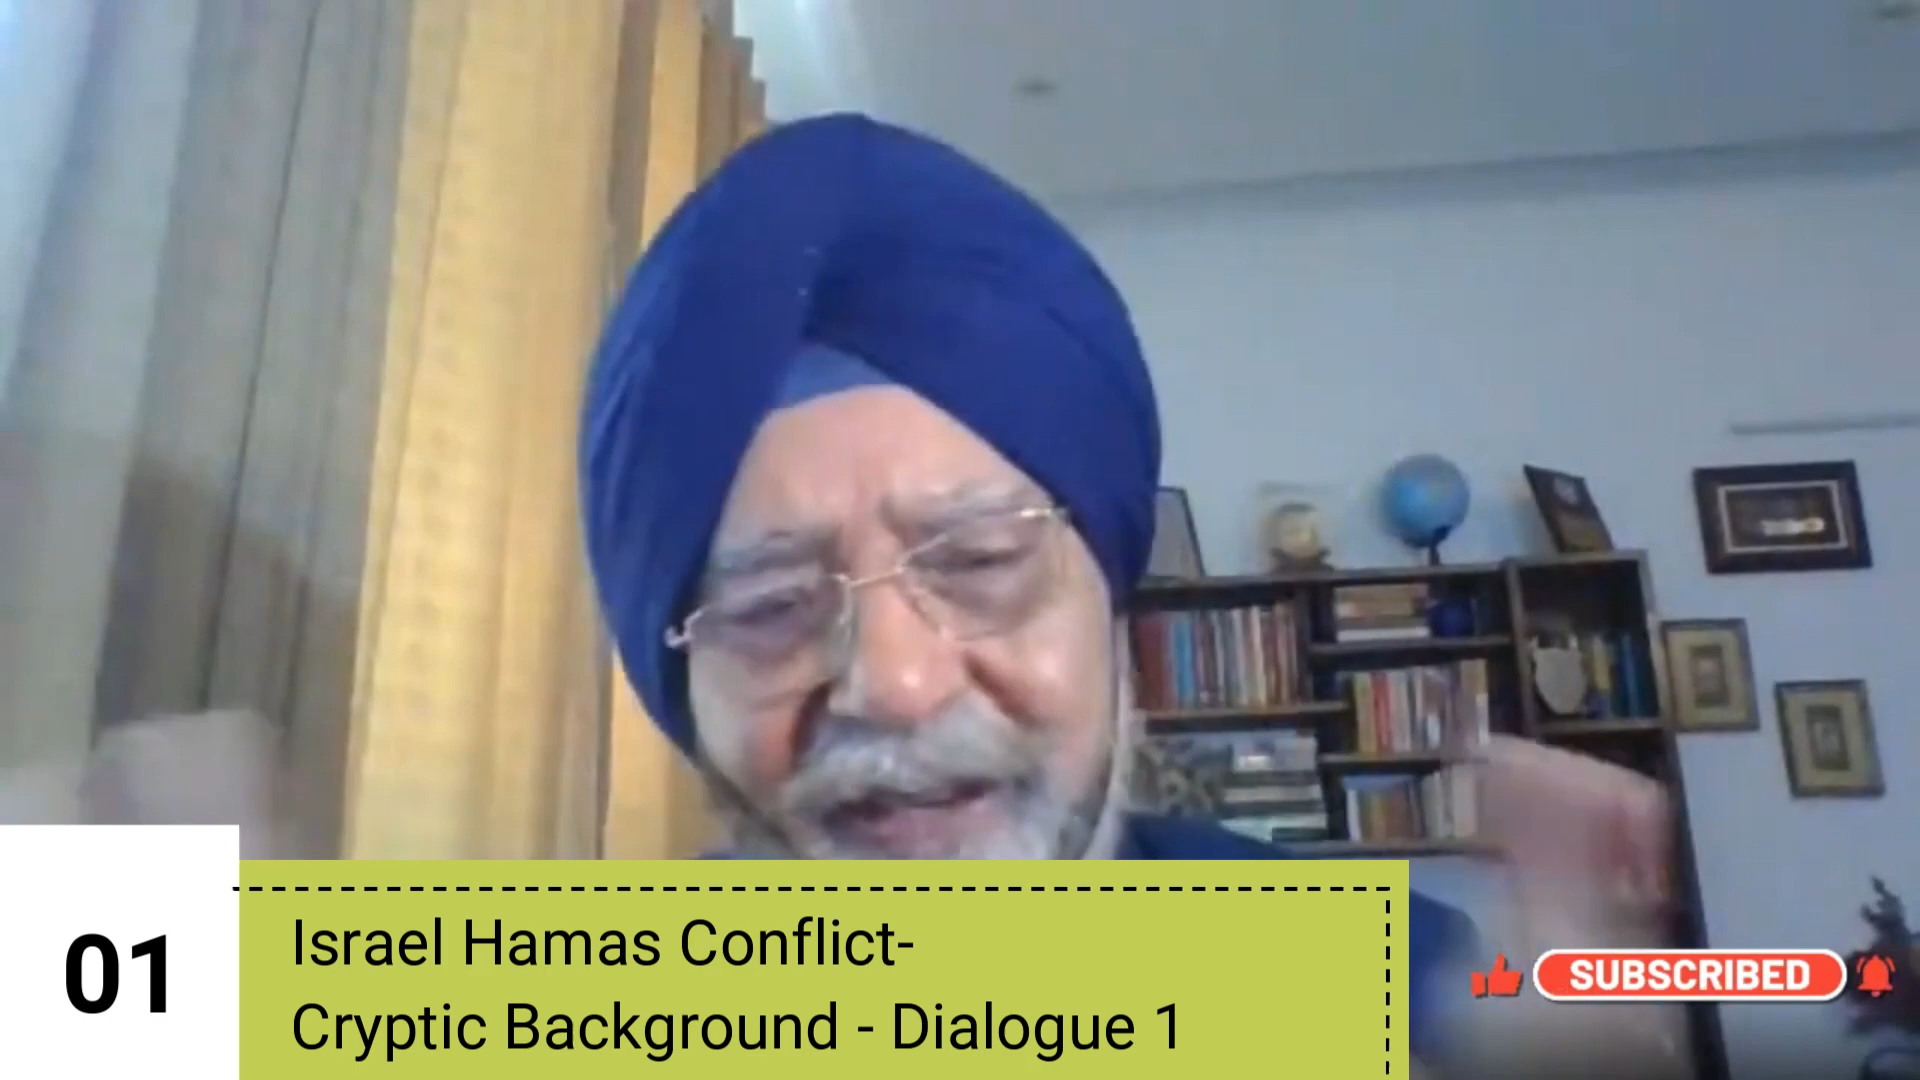 01
Israel Hamas Conflict-
Cryptic Background - Dialogue 1
SUBSCRIBED